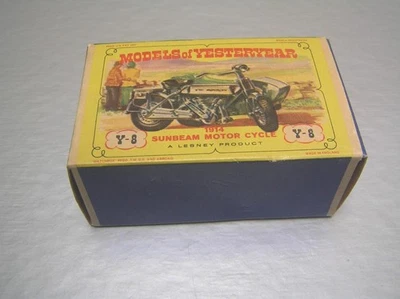 MODELS of YESTERYEAR
1914
Y-8 SUNBEAM MOTOR CYCLE Y-8
A LESNEY PRODUCT